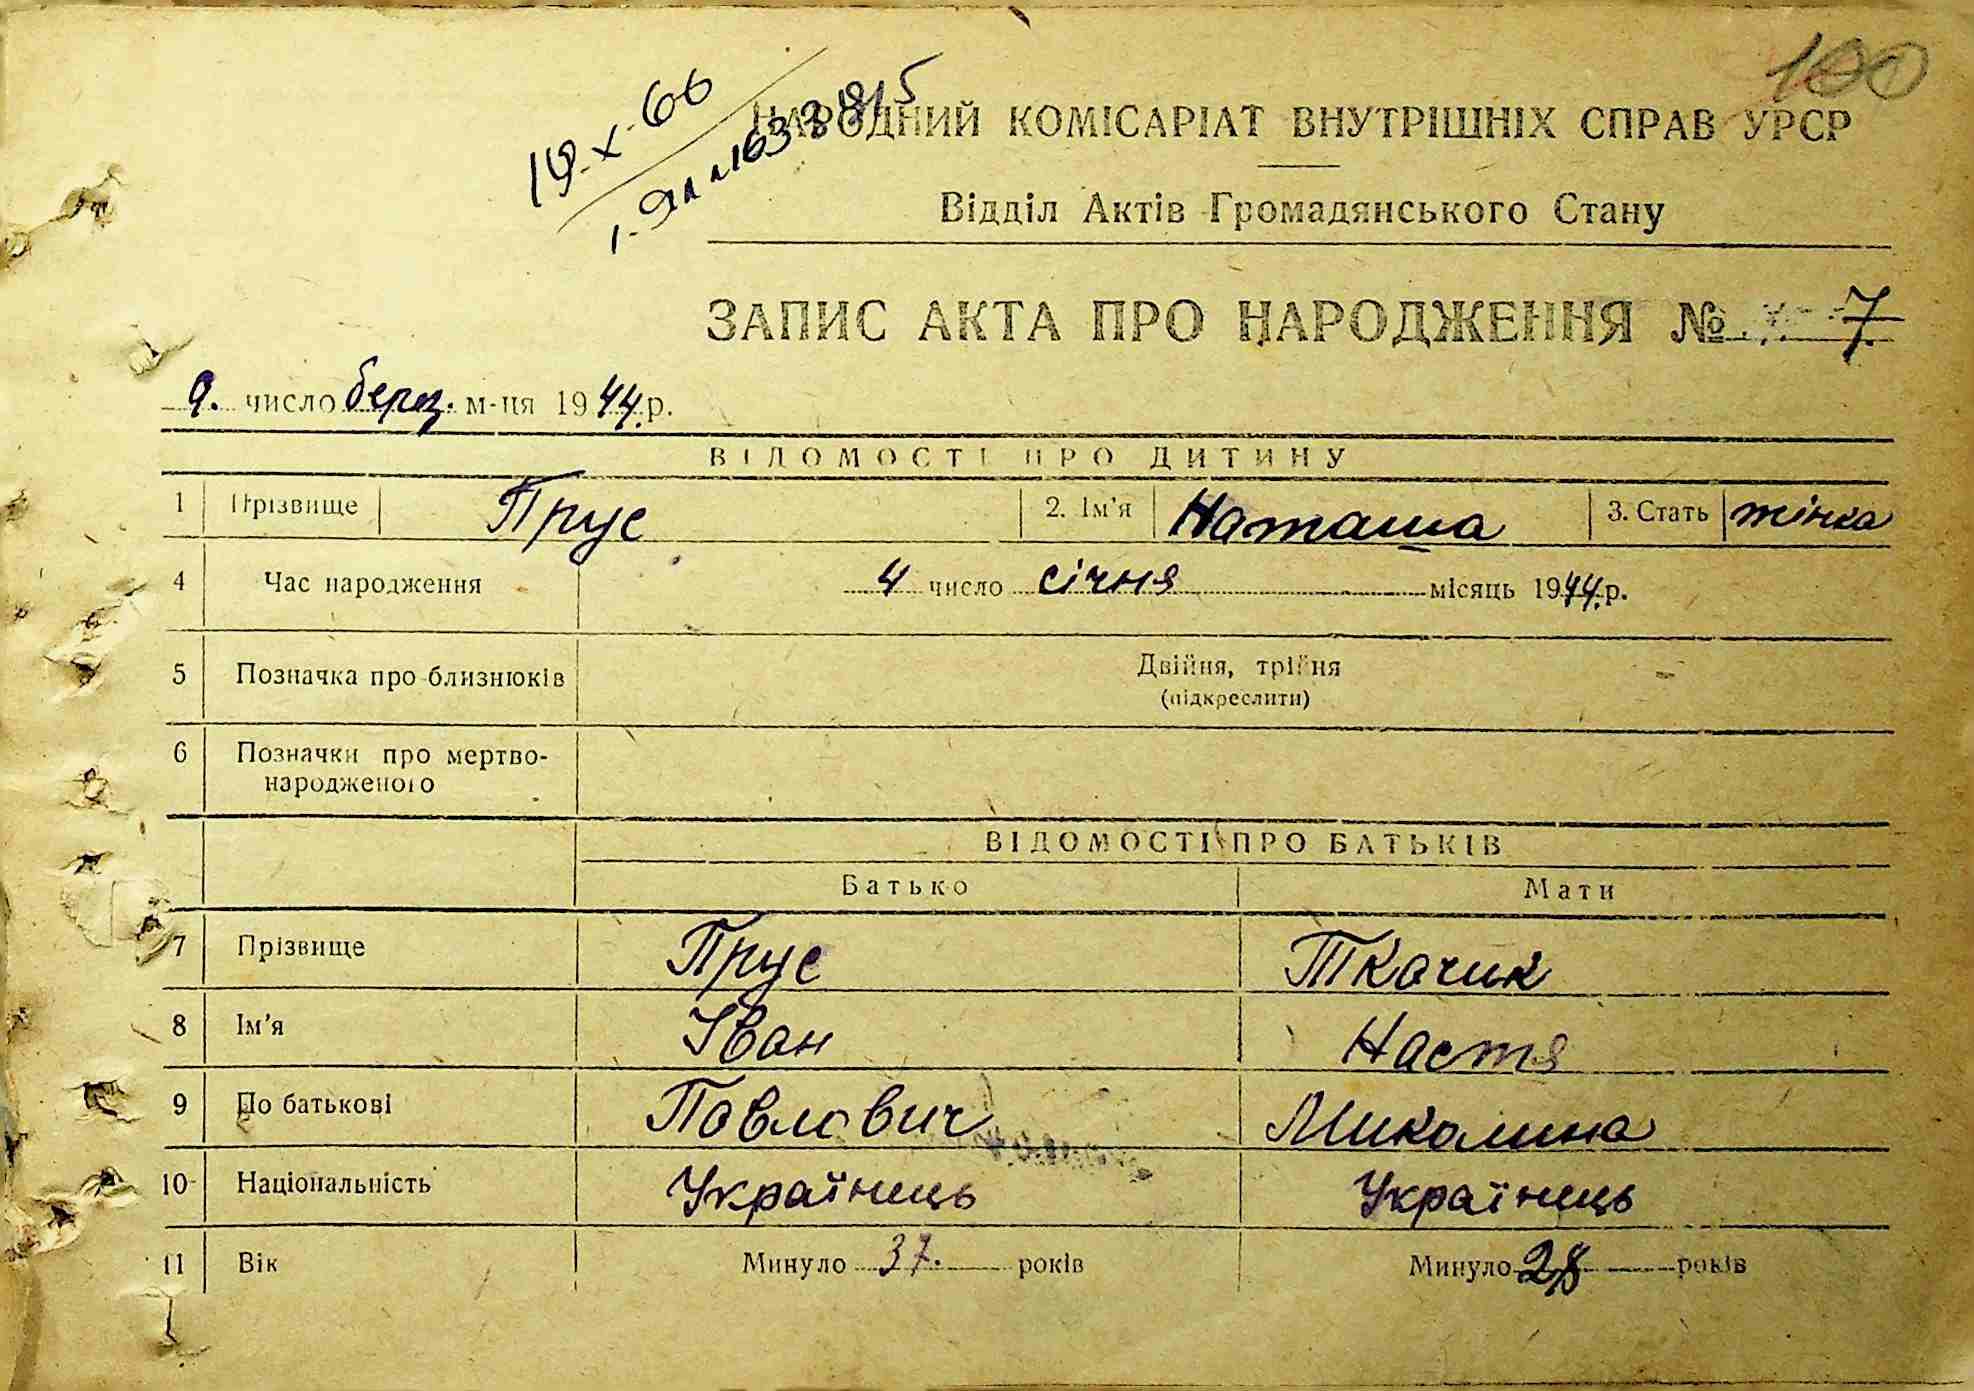 100
19-X-66
НАРОДНИЙ КОМІСАРІАТ ВНУТРІШНІХ СПРАВ УРСР
Відділ Актів Громадянського Стану
ЗАПИС АКТА ПРО НАРОДЖЕННЯ № 7
9. число берез. м-ця 1944 р.
ВІДОМОСТІ ПРО ДИТИНУ
1 Прізвище Прус 2. Ім'я Наташа 3. Стать жінка
4 Час народження 4 число січня місяць 1944 р.
5 Позначка про близнюків Двійня, трійня –
(підкреслити)
6 Позначки про мертво-
народженого
ВІДОМОСТІ ПРО БАТЬКІВ
Батько Мати
7 Прізвище Прус Ткачик
8 Ім'я Іван Настя
9 По батькові Павлович Миколина
10 Національність Українець Українець
11 Вік Минуло 37. років Минуло 28 років